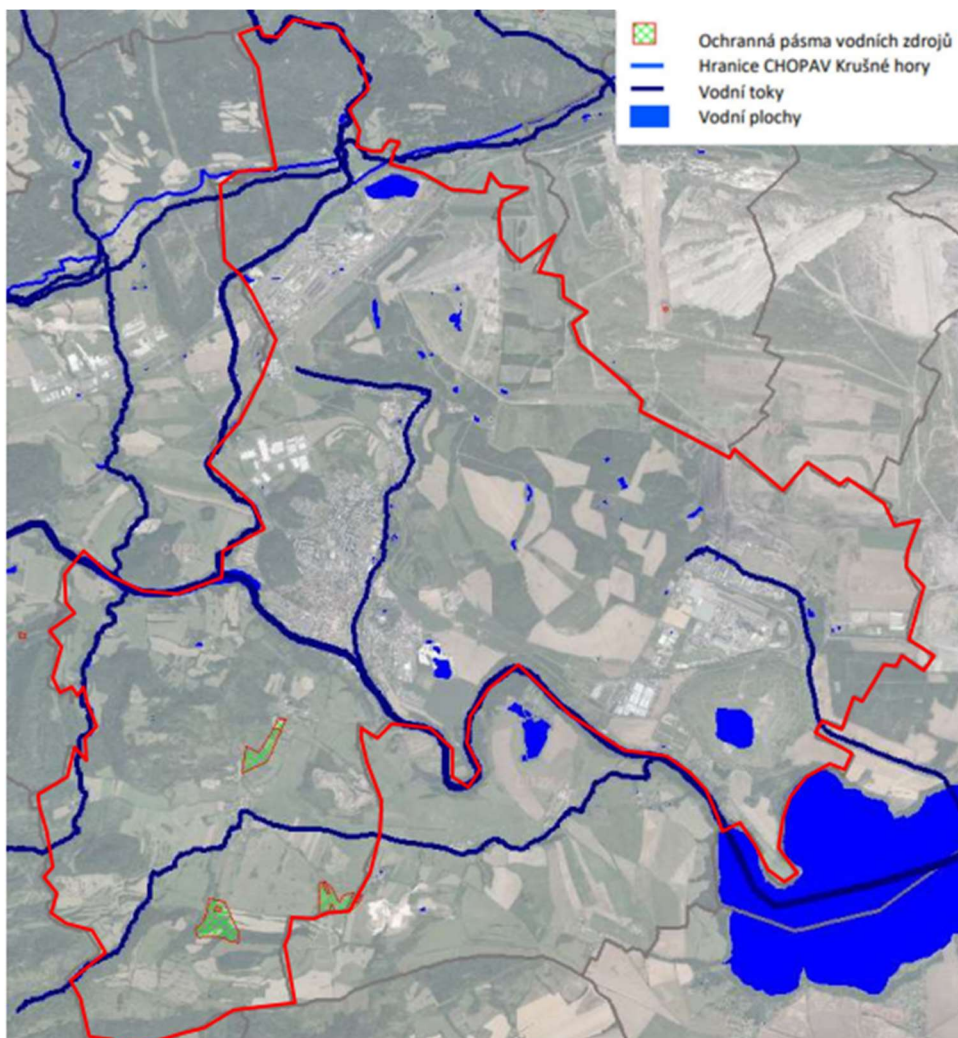 Ochranná pásma vodních zdrojů
Hranice CHOPAV Krušné hory
Vodní toky
Vodní plochy